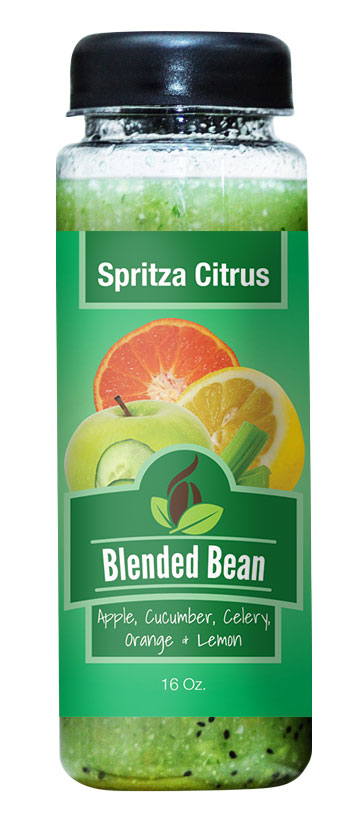 Spritza Citrus
Blended Bean
Apple, Cucumber, Celery,
Orange & Lemon
16 Oz.